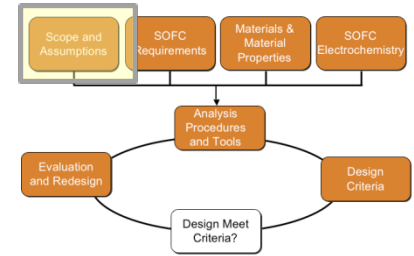 Scope and
Assumptions
SOFC
Requirements
Materials &
Material
Properties
SOFC
Electrochemistry
Analysis
Procedures
and Tools
Evaluation
and Redesign
Design
Criteria
Design Meet
Criteria?